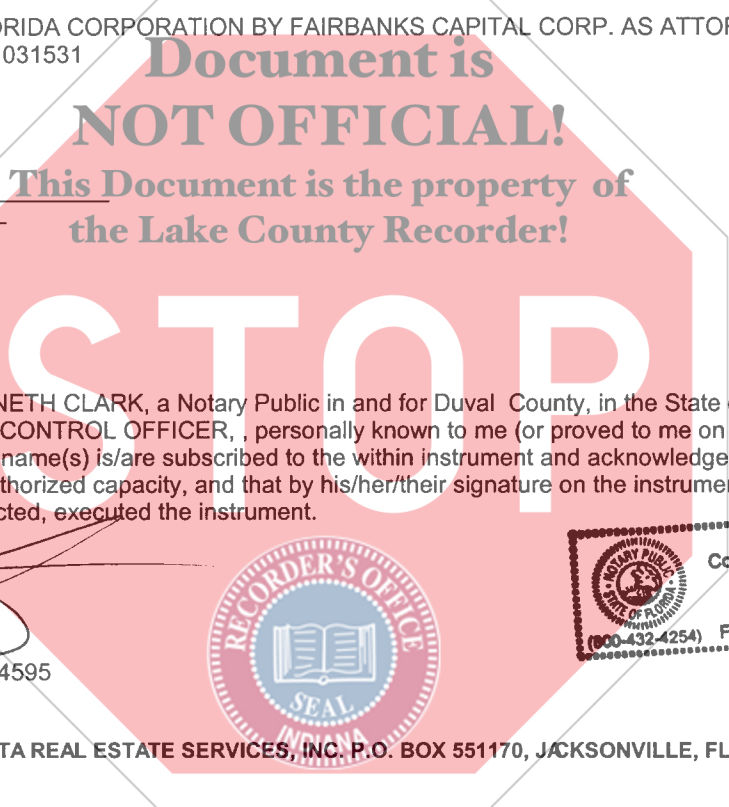 ORIDA CORPORATION BY FAIRBANKS CAPITAL CORP. AS ATTOR
031531
Document is
NOT OFFICIAL!
This Document is the property of
the Lake County Recorder!
STOP
NETH CLARK, a Notary Public in and for Duval County, in the State
CONTROL OFFICER, , personally known to me (or proved to me on
name(s) is/are subscribed to the within instrument and acknowledge
thorized capacity, and that by his/her/their signature on the instrumen
cted, executed the instrument.
NOTARY PUBLIC
STATE OF FLORIDA
Co
(800-432-4254) F
RECORDER'S OFFICE
SEAL
INDIANA
4595
TA REAL ESTATE SERVICES, INC. P.O. BOX 551170, JACKSONVILLE, FL